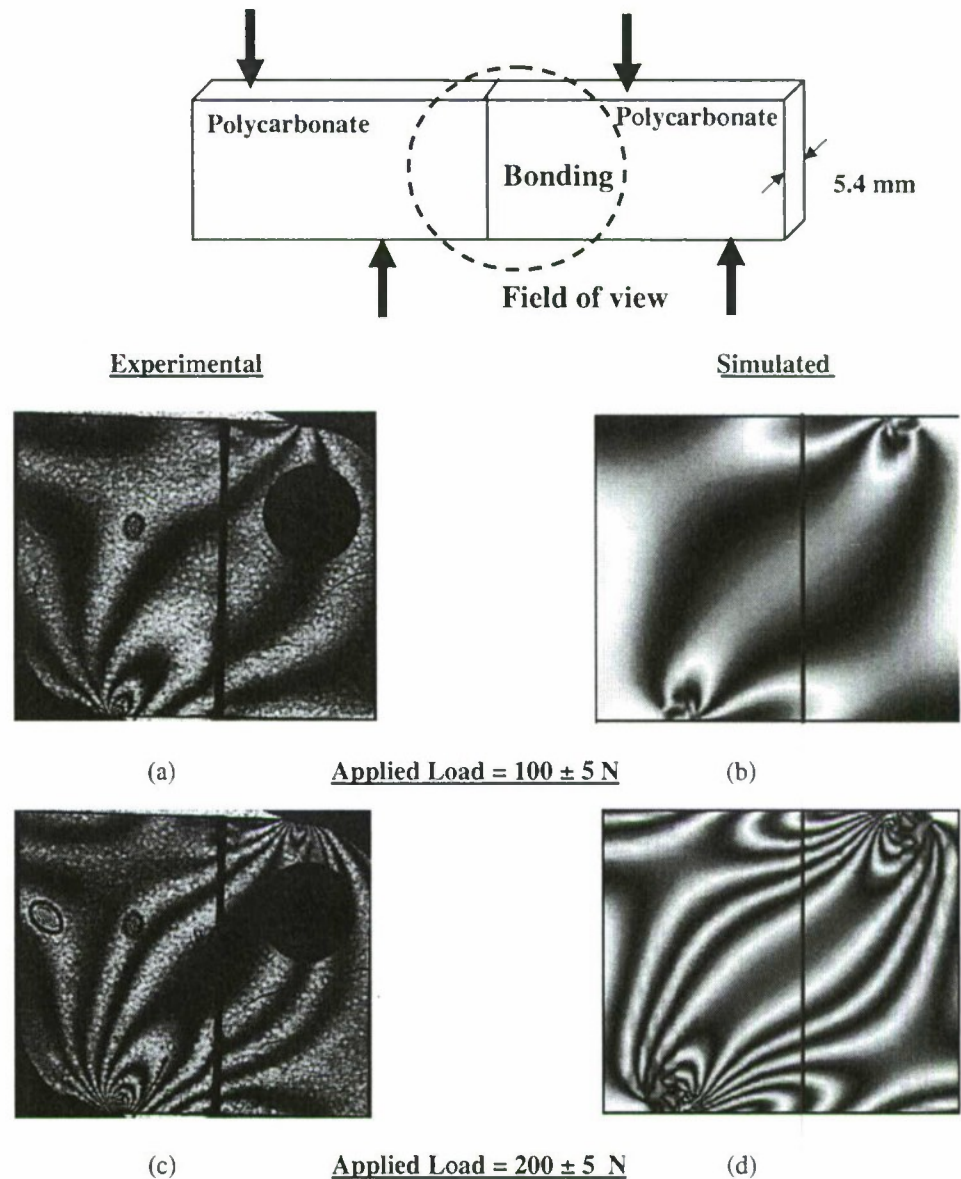 Polycarbonate
Polycarbonate
Bonding
5.4 mm
Field of view
Experimental
Simulated
(a)
Applied Load = 100 ± 5 N
(b)
(c)
Applied Load = 200 ± 5 N
(d)